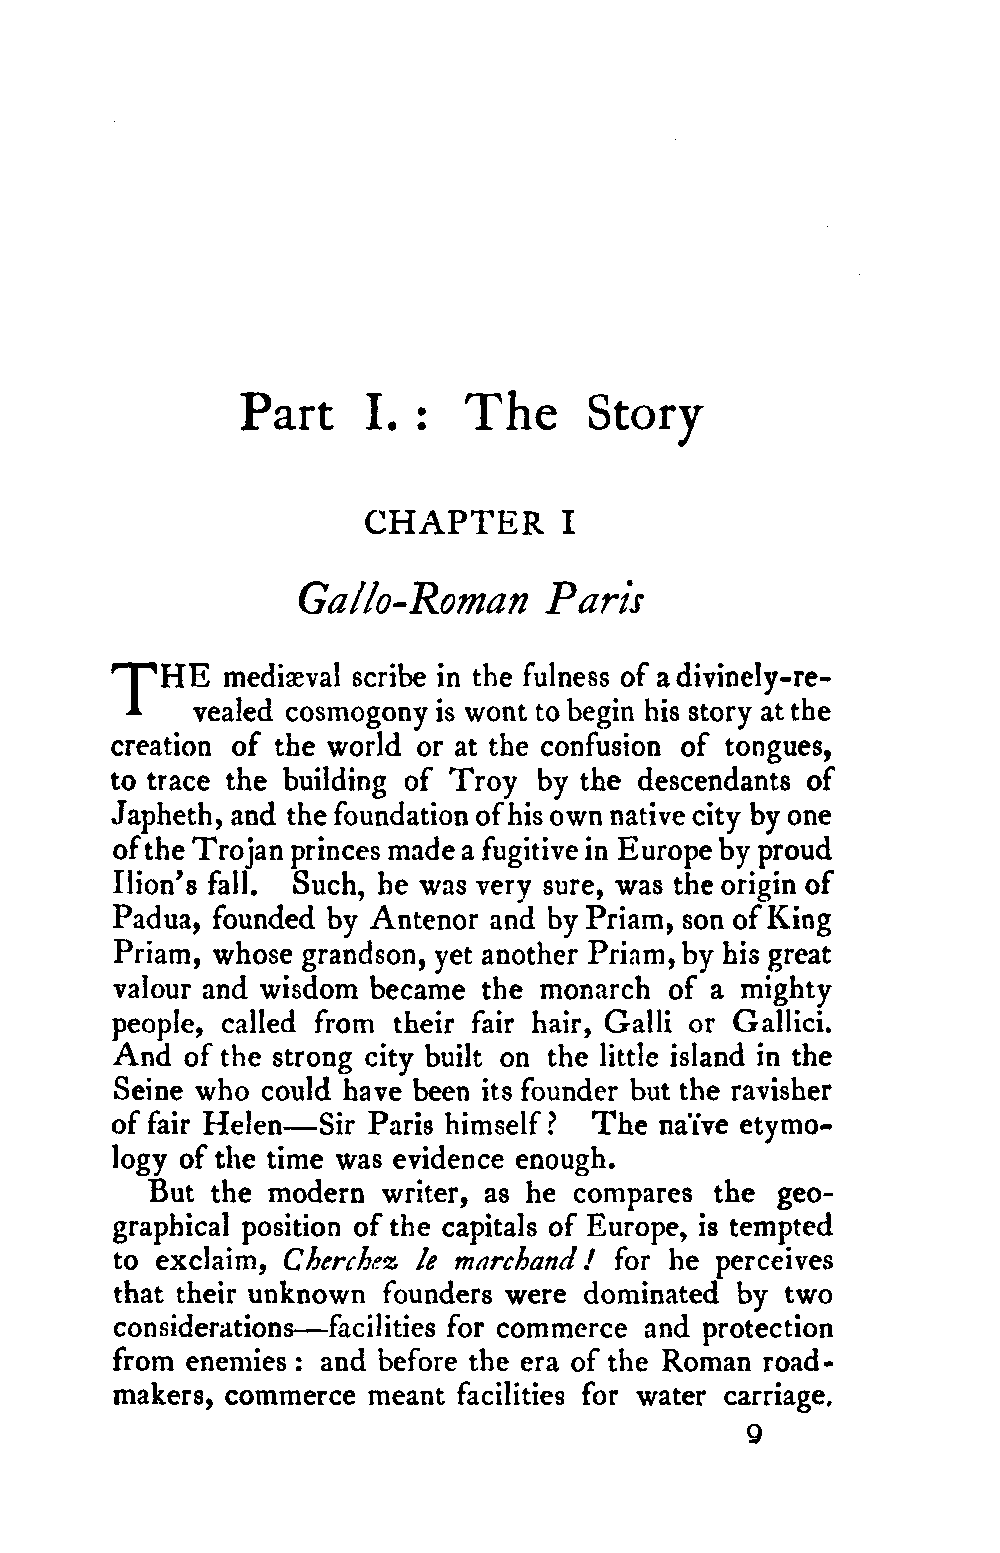 Part I. : The Story
CHAPTER I
Gallo-Roman Paris
THE mediæval scribe in the fulness of a divinely-re-
vealed cosmogony is wont to begin his story at the
creation of the world or at the confusion of tongues,
to trace the building of Troy by the descendants of
Japheth, and the foundation of his own native city by one
of the Trojan princes made a fugitive in Europe by proud
Ilion's fall. Such, he was very sure, was the origin of
Padua, founded by Antenor and by Priam, son of King
Priam, whose grandson, yet another Priam, by his great
valour and wisdom became the monarch of a mighty
people, called from their fair hair, Galli or Gallici.
And of the strong city built on the little island in the
Seine who could have been its founder but the ravisher
of fair Helen—Sir Paris himself? The naïve etymo-
logy of the time was evidence enough.
But the modern writer, as he compares the geo-
graphical position of the capitals of Europe, is tempted
to exclaim, Cherchez le marchand! for he perceives
that their unknown founders were dominated by two
considerations—facilities for commerce and protection
from enemies : and before the era of the Roman road-
makers, commerce meant facilities for water carriage.
9